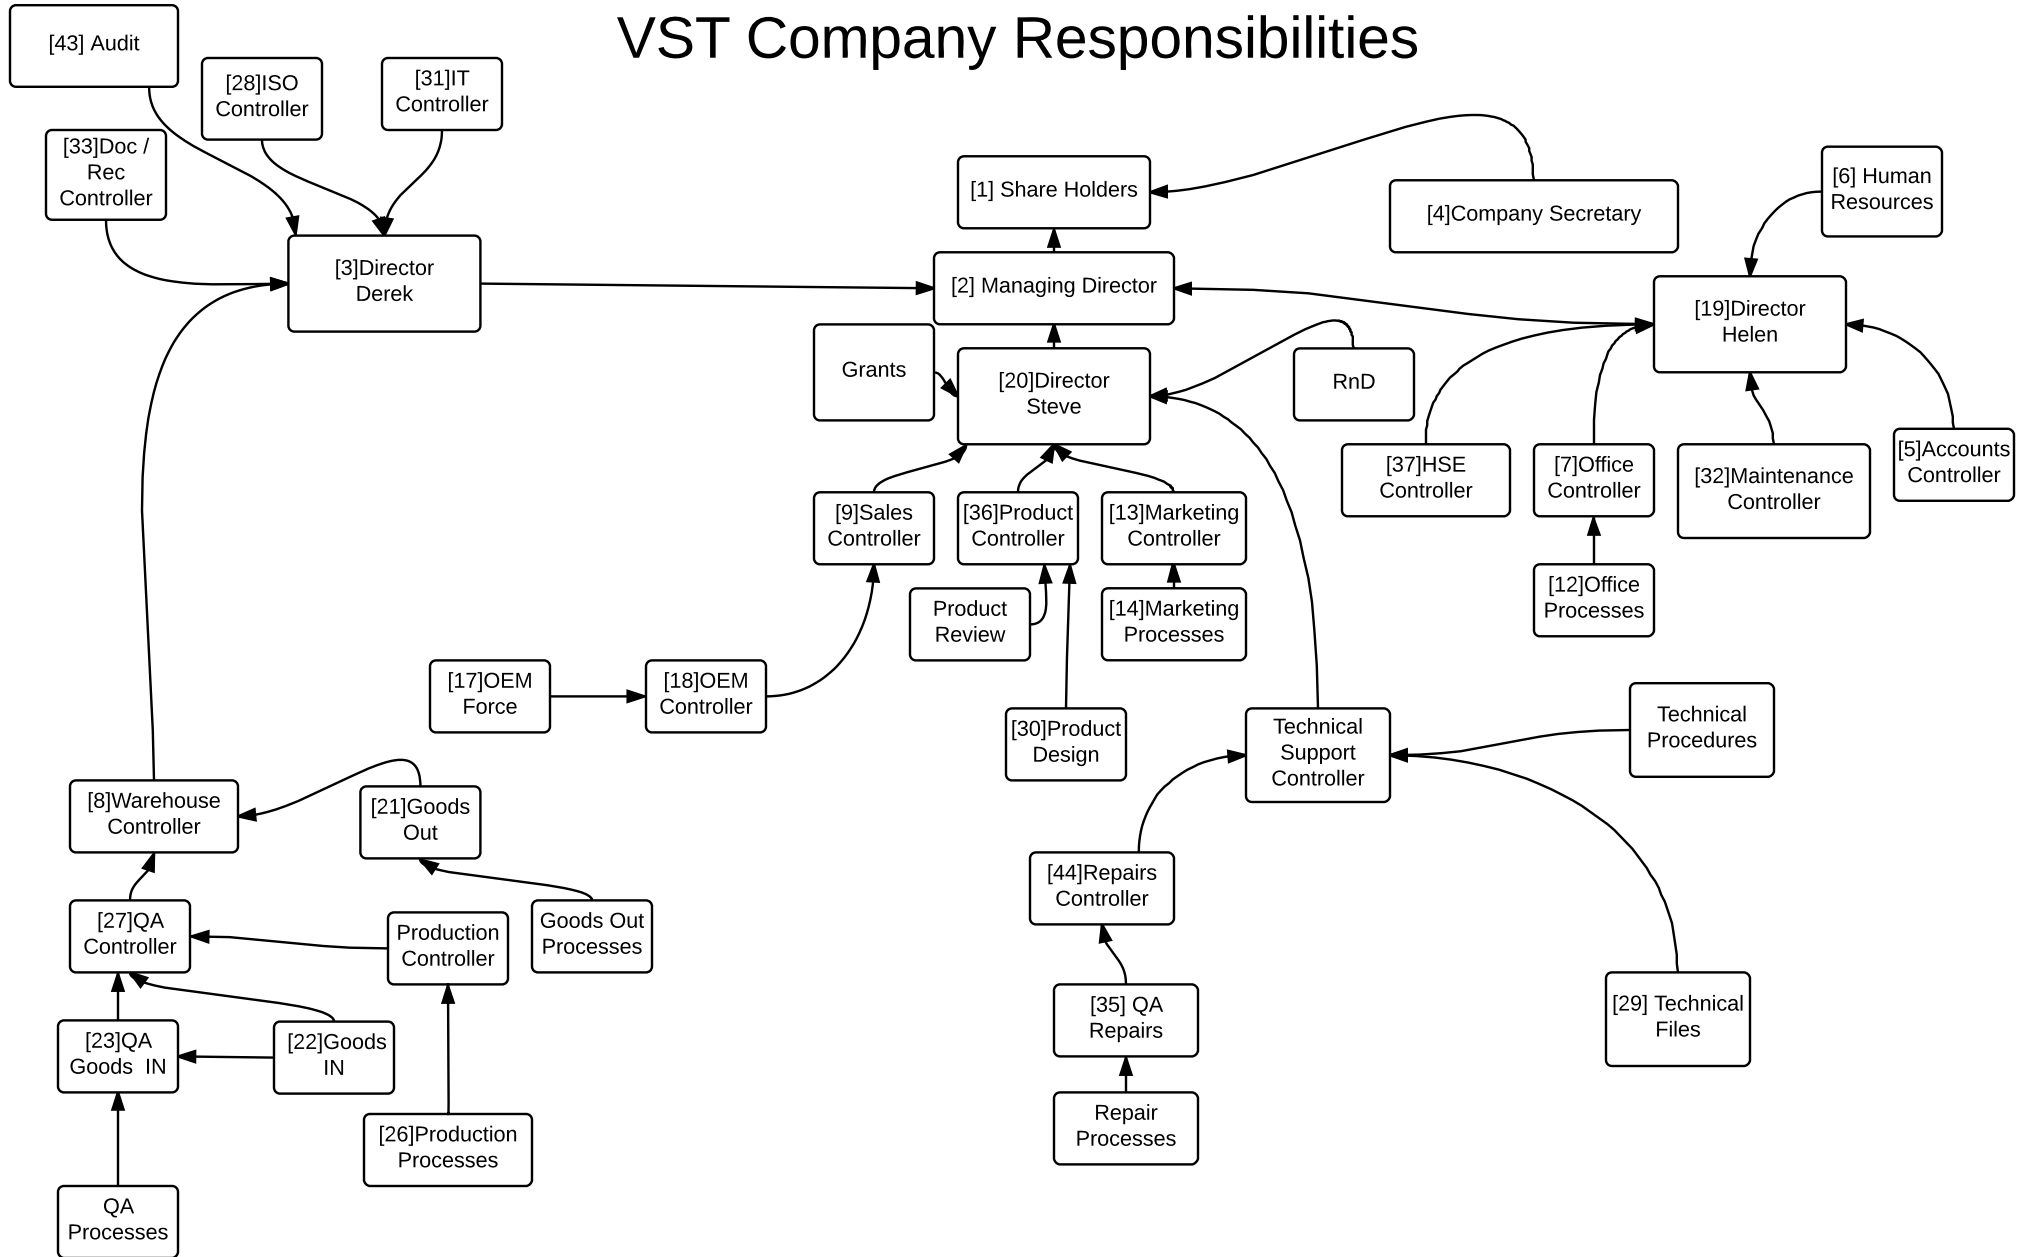 VST Company Responsibilities
[43] Audit
[28]ISO
Controller
[31]IT
Controller
[33]Doc /
Rec
Controller
[3]Director
Derek
[1] Share Holders
[4]Company Secretary
[6] Human
Resources
[2] Managing Director
[19]Director
Helen
Grants
[20]Director
Steve
RnD
[37]HSE
Controller
[7]Office
Controller
[32]Maintenance
Controller
[5]Accounts
Controller
[9]Sales
Controller
[36]Product
Controller
[13]Marketing
Controller
[12]Office
Processes
Product
Review
[14]Marketing
Processes
[17]OEM
Force
[18]OEM
Controller
[30]Product
Design
Technical
Support
Controller
Technical
Procedures
[8]Warehouse
Controller
[21]Goods
Out
[44]Repairs
Controller
[27]QA
Controller
Production
Controller
Goods Out
Processes
[35] QA
Repairs
[29] Technical
Files
[23]QA
Goods  IN
[22]Goods
IN
Repair
Processes
[26]Production
Processes
QA
Processes